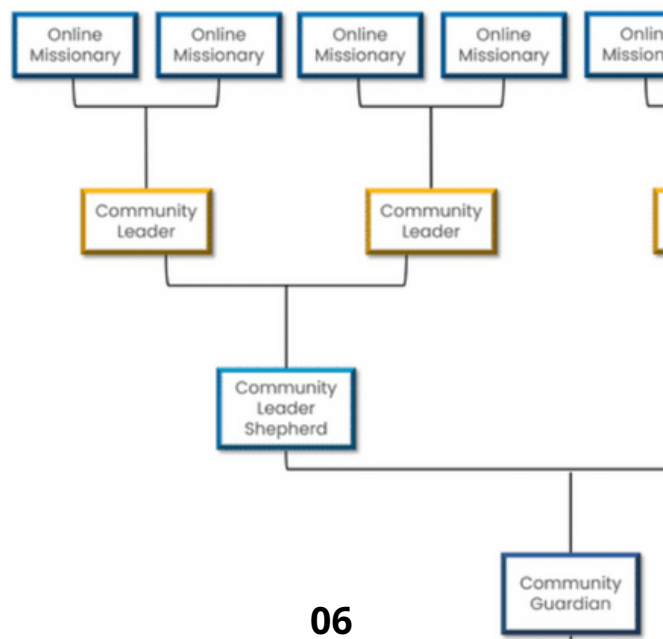 Online
Missionary
Online
Missionary
Online
Missionary
Online
Missionary
Community
Leader
Community
Leader
Community
Leader
Shepherd
Community
Guardian
06